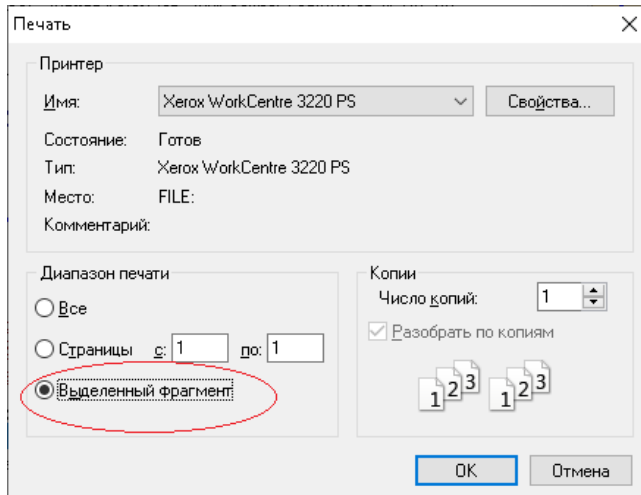 Печать
Принтер
Имя: Xerox WorkCentre 3220 PS Свойства...
Состояние: Готов
Тип: Xerox WorkCentre 3220 PS
Место: FILE:
Комментарий:
Диапазон печати
Все
Страницы с: 1 по: 1
Выделенный фрагмент
Копии
Число копий: 1
Разобрать по копиям
1 2 3 1 2 3
OK Отмена